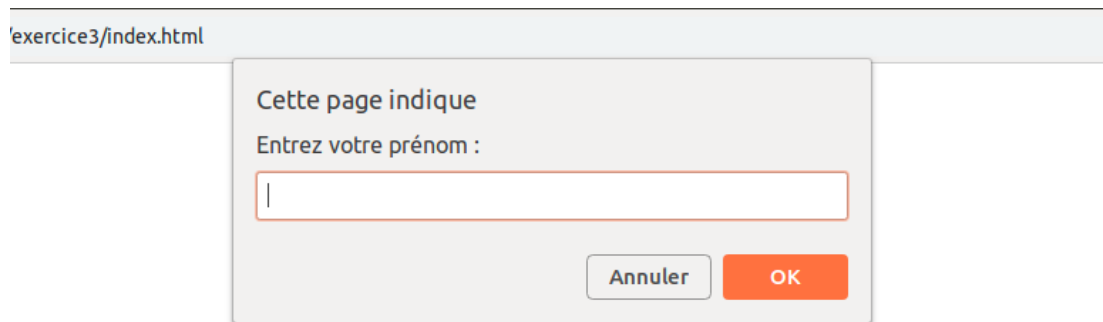 /exercice3/index.html
Cette page indique
Entrez votre prénom :
Annuler OK